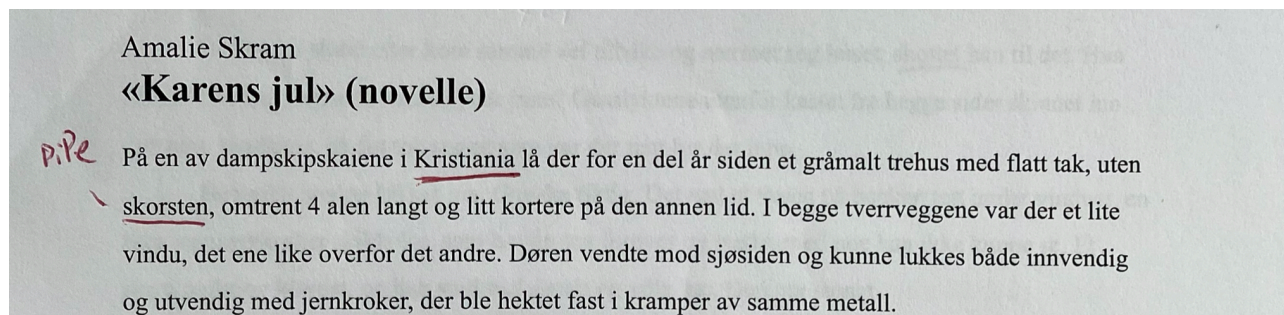 Amalie Skram
«Karens jul» (novelle)
pipe
På en av dampskipskaiene i Kristiania lå der for en del år siden et gråmalt trehus med flatt tak, uten
skorsten, omtrent 4 alen langt og litt kortere på den annen lid. I begge tverrveggene var der et lite
vindu, det ene like overfor det andre. Døren vendte mod sjøsiden og kunne lukkes både innvendig
og utvendig med jernkroker, der ble hektet fast i kramper av samme metall.